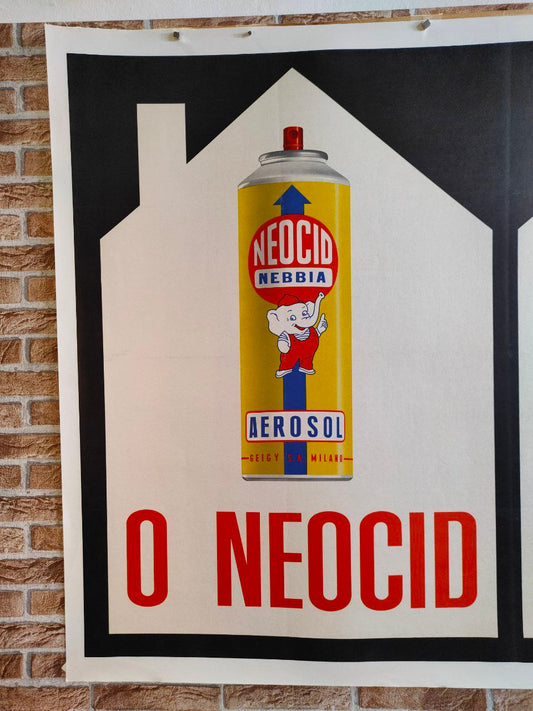 NEOCID
NEBBIA
AEROSOL
GEIGY S.A. MILANO
O NEOCID